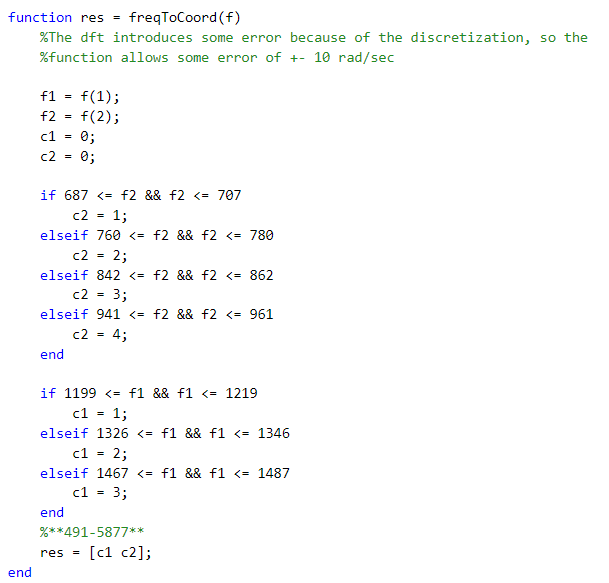 function res = freqToCoord(f)
%The dft introduces some error because of the discretization, so the
%function allows some error of +- 10 rad/sec
f1 = f(1);
f2 = f(2);
c1 = 0;
c2 = 0;
if 687 <= f2 && f2 <= 707
c2 = 1;
elseif 760 <= f2 && f2 <= 780
c2 = 2;
elseif 842 <= f2 && f2 <= 862
c2 = 3;
elseif 941 <= f2 && f2 <= 961
c2 = 4;
end
if 1199 <= f1 && f1 <= 1219
c1 = 1;
elseif 1326 <= f1 && f1 <= 1346
c1 = 2;
elseif 1467 <= f1 && f1 <= 1487
c1 = 3;
end
%**491-5877**
res = [c1 c2];
end